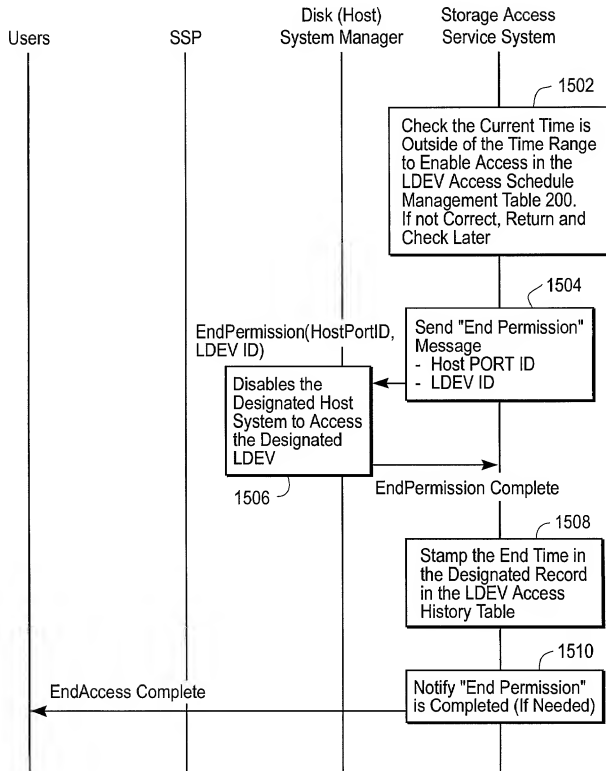 Users
SSP
Disk (Host)
System Manager
Storage Access
Service System
1502
Check the Current Time is
Outside of the Time Range
to Enable Access in the
LDEV Access Schedule
Management Table 200.
If not Correct, Return and
Check Later
1504
Send "End Permission"
Message
- Host PORT ID
- LDEV ID
EndPermission(HostPortID,
LDEV ID)
Disables the
Designated Host
System to Access
the Designated
LDEV
1506
EndPermission Complete
1508
Stamp the End Time in
the Designated Record
in the LDEV Access
History Table
1510
Notify "End Permission"
is Completed (If Needed)
EndAccess Complete